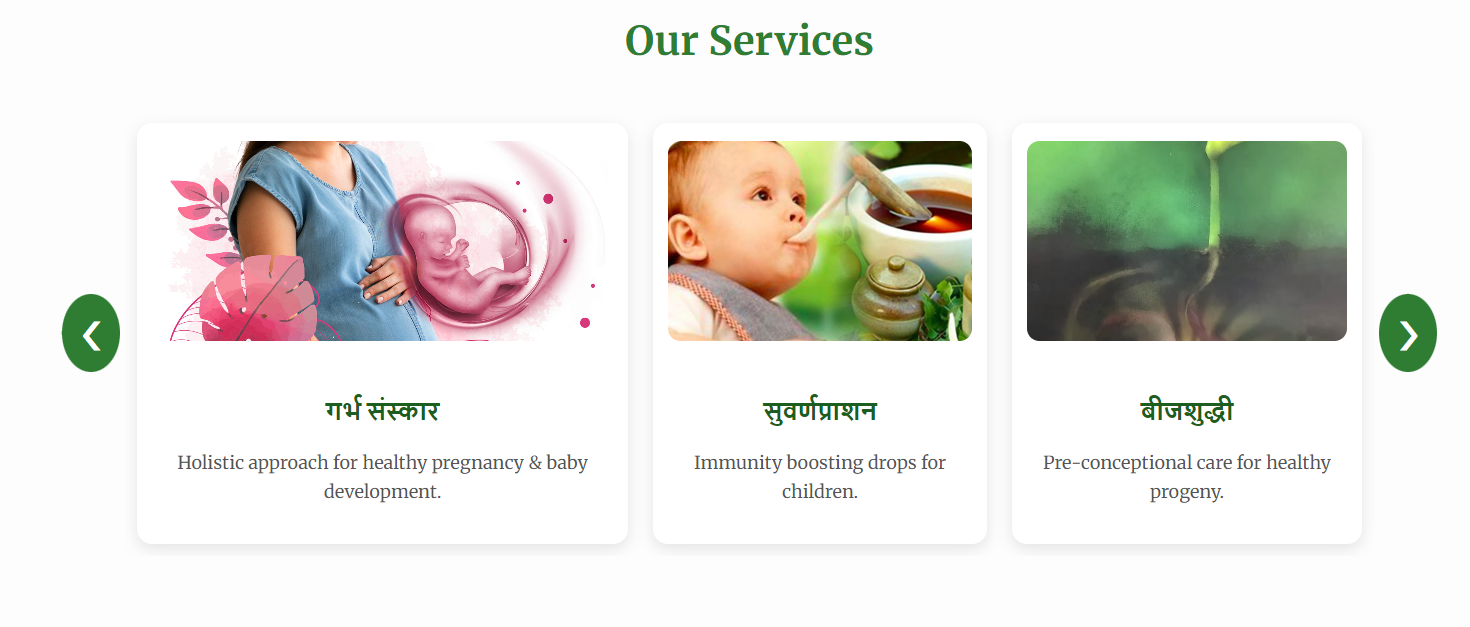 Our Services
❮
❯
गर्भ संस्कार
Holistic approach for healthy pregnancy & baby
development.
सुवर्णप्राशन
Immunity boosting drops for
children.
बीजशुद्धी
Pre-conceptional care for healthy
progeny.